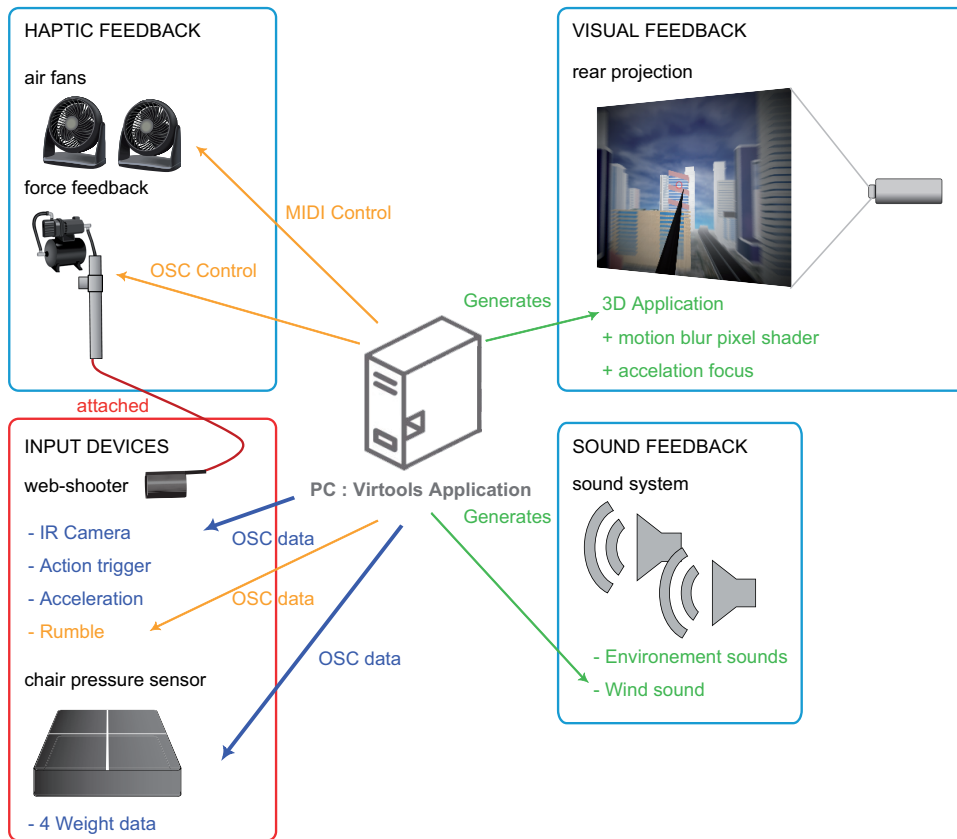 HAPTIC FEEDBACK
air fans
force feedback
MIDI Control
OSC Control
attached
VISUAL FEEDBACK
rear projection
Generates
3D Application
+ motion blur pixel shader
+ accelation focus
INPUT DEVICES
web-shooter
- IR Camera
- Action trigger
- Acceleration
- Rumble
OSC data
OSC data
OSC data
chair pressure sensor
- 4 Weight data
PC : Virtools Application
Generates
SOUND FEEDBACK
sound system
- Environement sounds
- Wind sound